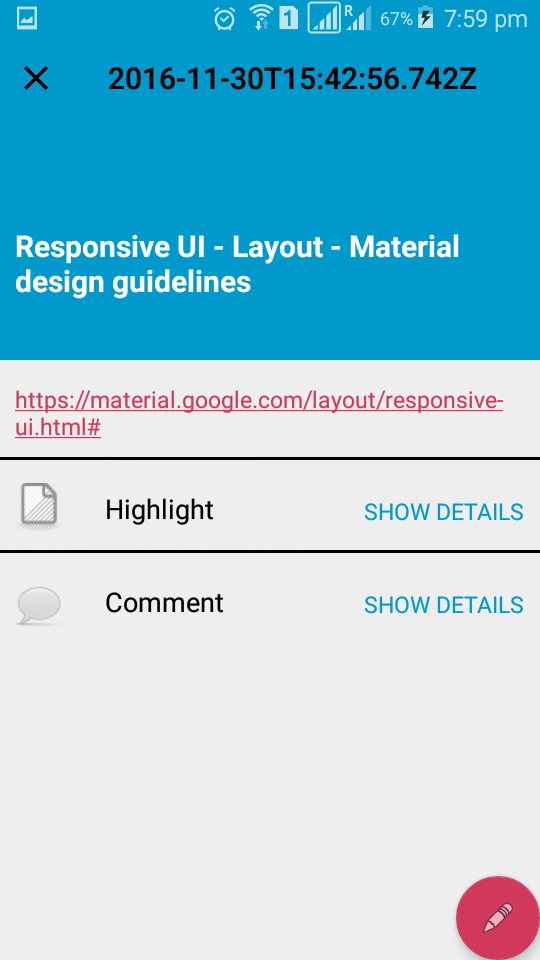 1 R 67% 7:59 pm
2016-11-30T15:42:56.742Z
Responsive UI - Layout - Material
design guidelines
https://material.google.com/layout/responsive-
ui.html#
Highlight SHOW DETAILS
Comment SHOW DETAILS